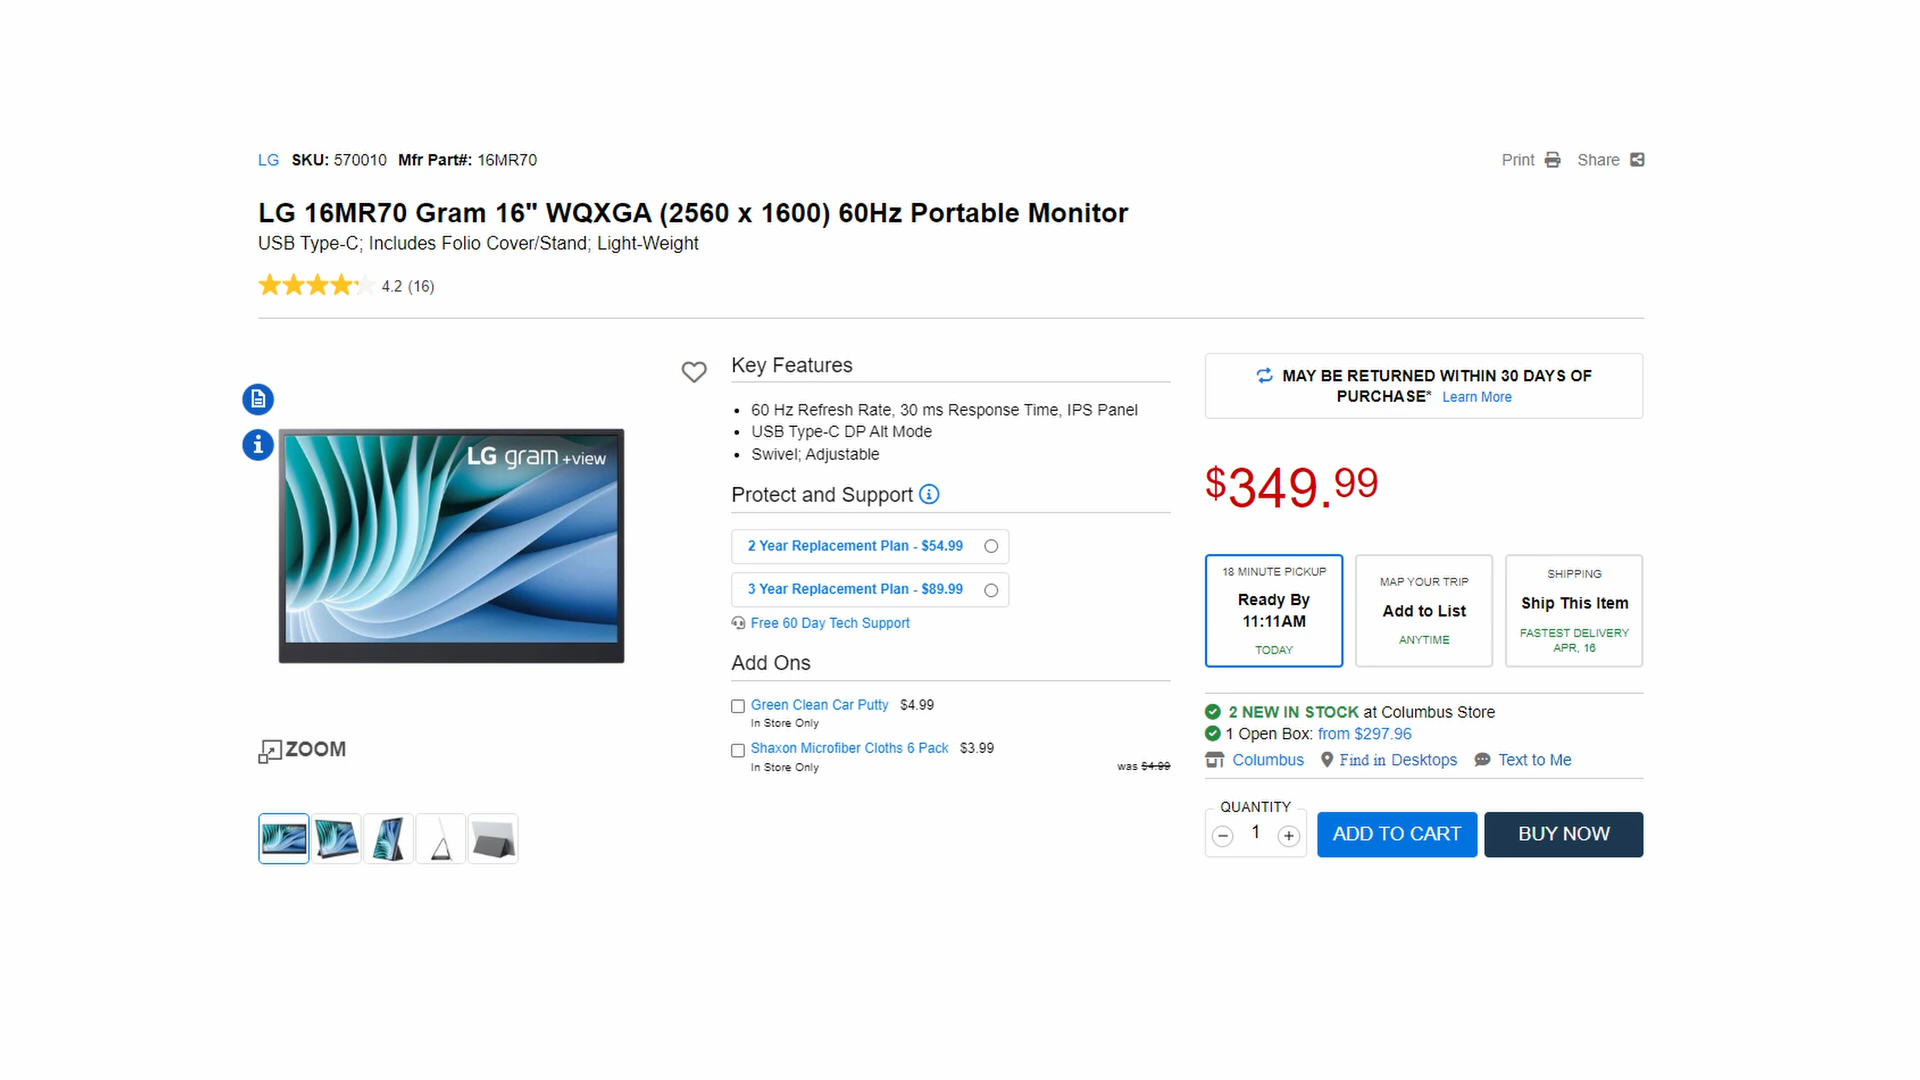 LG SKU: 570010 Mfr Part#: 16MR70
Print Share
LG 16MR70 Gram 16" WQXGA (2560 x 1600) 60Hz Portable Monitor
USB Type-C; Includes Folio Cover/Stand; Light-Weight
4.2 (16)
LG gram +view
ZOOM
Key Features
60 Hz Refresh Rate, 30 ms Response Time, IPS Panel
USB Type-C DP Alt Mode
Swivel; Adjustable
Protect and Support
2 Year Replacement Plan - $54.99
3 Year Replacement Plan - $89.99
Free 60 Day Tech Support
Add Ons
Green Clean Car Putty $4.99
In Store Only
Shaxon Microfiber Cloths 6 Pack $3.99
In Store Only was $4.99
MAY BE RETURNED WITHIN 30 DAYS OF
PURCHASE* Learn More
$349.99
18 MINUTE PICKUP
Ready By
11:11AM
TODAY
MAP YOUR TRIP
Add to List
ANYTIME
SHIPPING
Ship This Item
FASTEST DELIVERY
APR, 16
2 NEW IN STOCK at Columbus Store
1 Open Box: from $297.96
Columbus Find in Desktops Text to Me
QUANTITY
1
ADD TO CART
BUY NOW